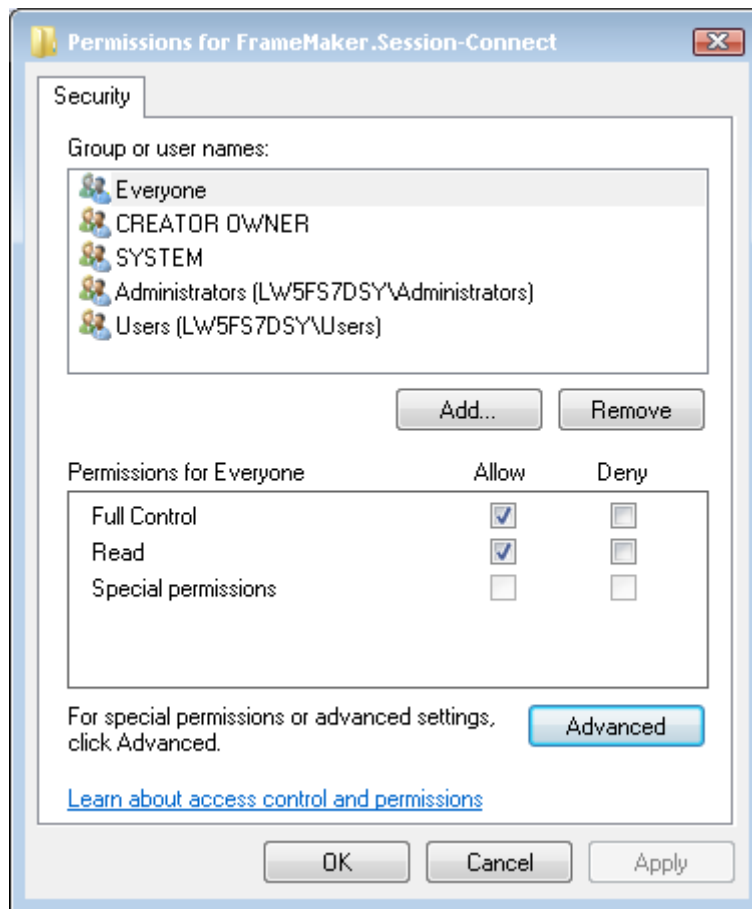 Permissions for FrameMaker.Session-Connect
Security
Group or user names:
Everyone
CREATOR OWNER
SYSTEM
Administrators (LW5FS7DSY\Administrators)
Users (LW5FS7DSY\Users)
Add... Remove
Permissions for Everyone Allow Deny
Full Control
Read
Special permissions
For special permissions or advanced settings,
click Advanced.
Advanced
Learn about access control and permissions
OK Cancel Apply